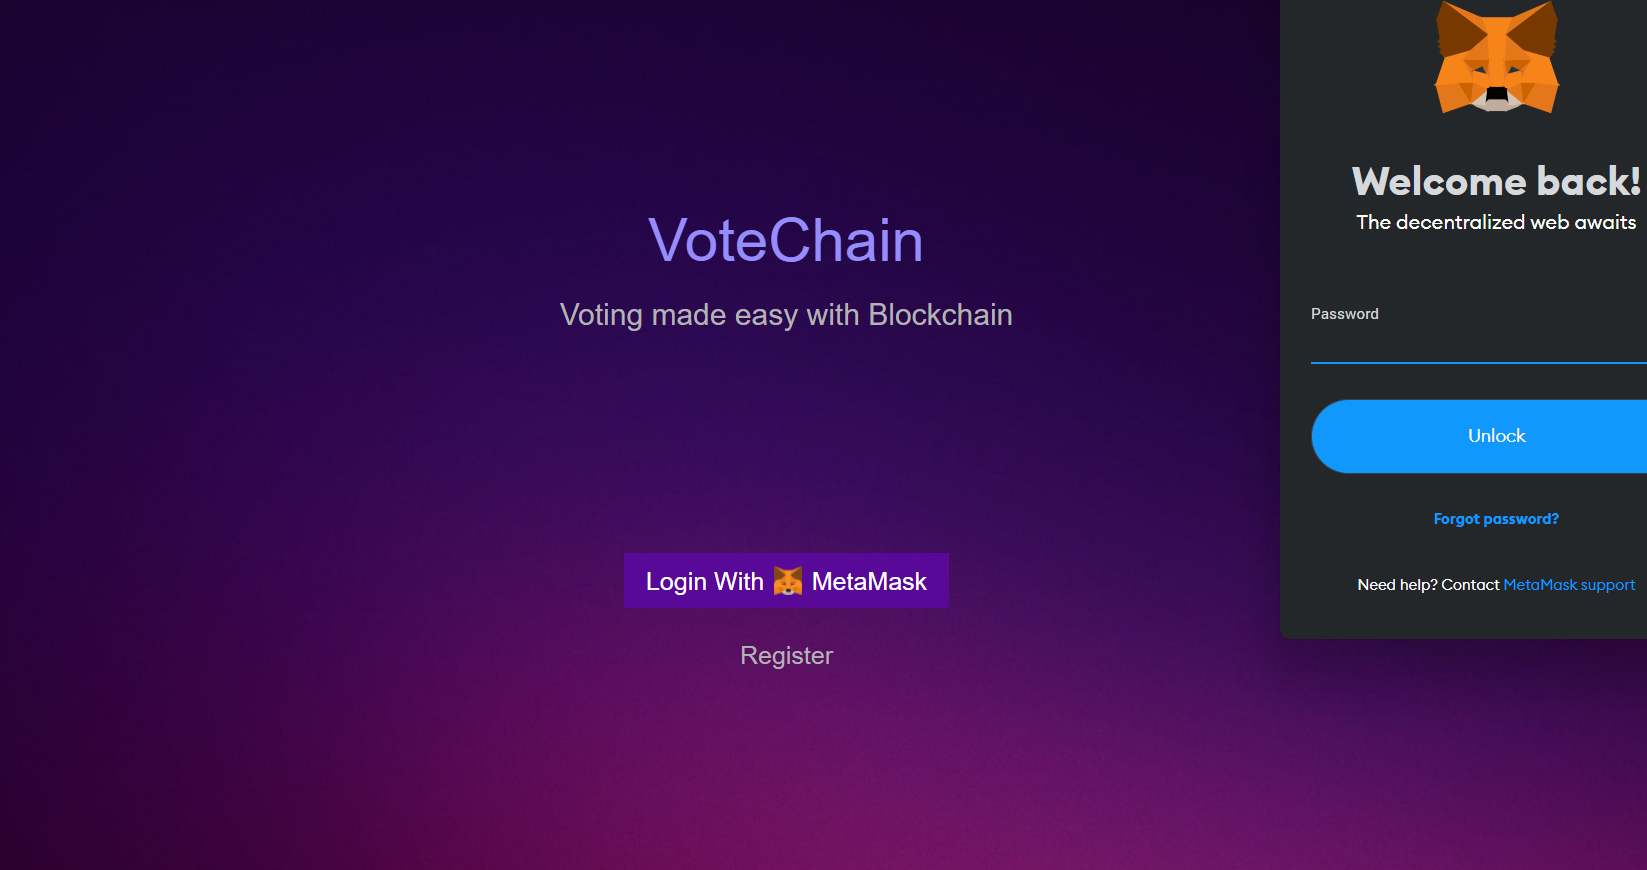 VoteChain
Voting made easy with Blockchain
Login With MetaMask
Register
Welcome back!
The decentralized web awaits
Password
Unlock
Forgot password?
Need help? Contact MetaMask support